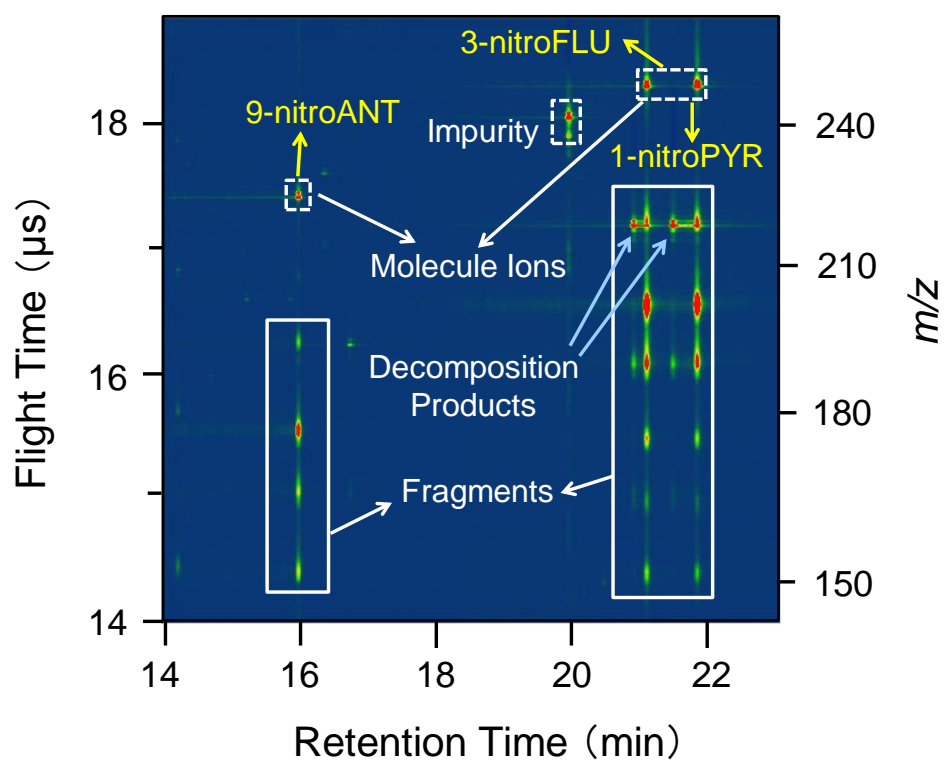 3-nitroFLU
9-nitroANT
Impurity
1-nitroPYR
Molecule Ions
Decomposition
Products
Fragments
Flight Time (μs)
18
16
14
m/z
240
210
180
150
14
16
18
20
22
Retention Time (min)